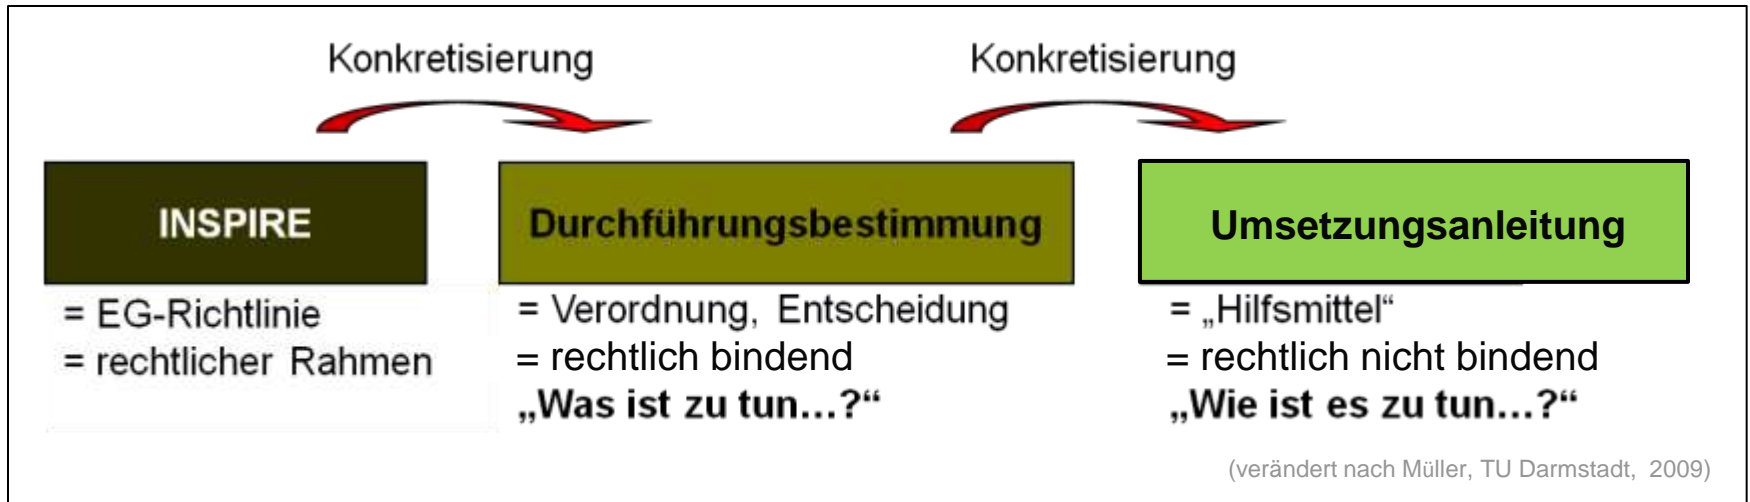 Konkretisierung
Konkretisierung
INSPIRE
Durchführungsbestimmung
Umsetzungsanleitung
= EG-Richtlinie
= rechtlicher Rahmen
= Verordnung, Entscheidung
= rechtlich bindend
„Was ist zu tun...?“
= „Hilfsmittel“
= rechtlich nicht bindend
„Wie ist es zu tun...?“
(verändert nach Müller, TU Darmstadt, 2009)